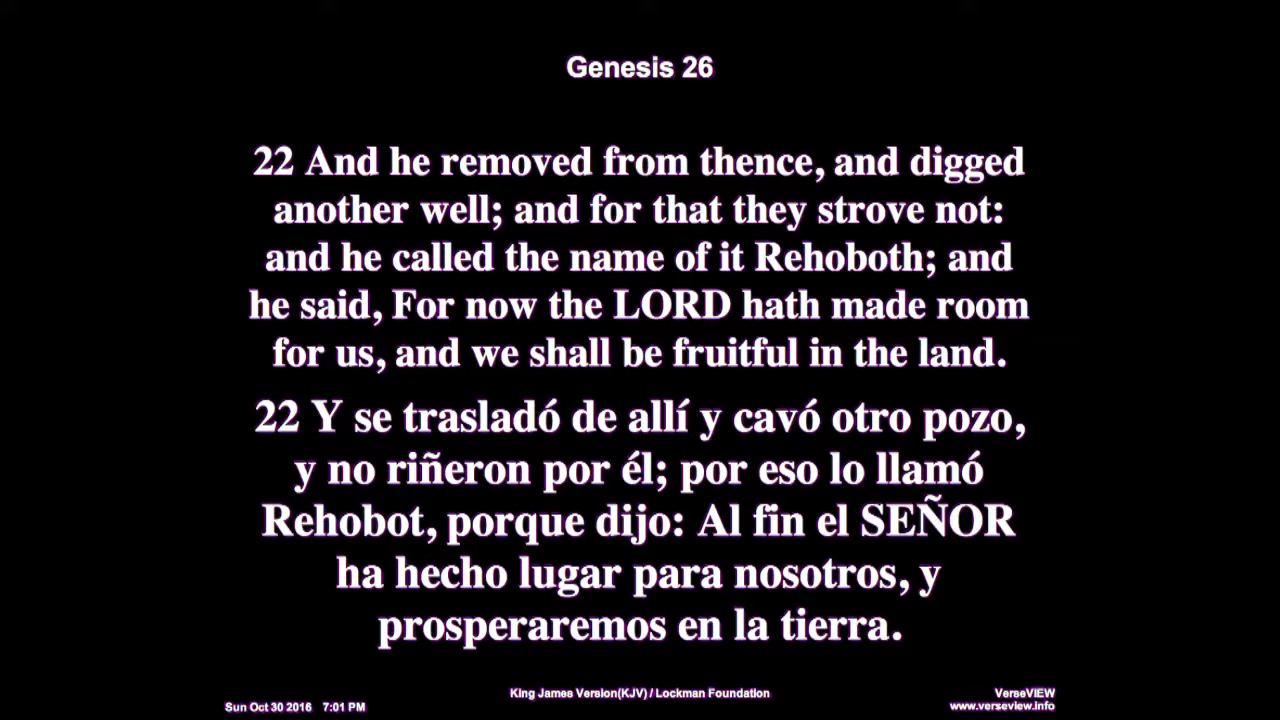 Genesis 26
22 And he removed from thence, and digged
another well; and for that they strove not:
and he called the name of it Rehoboth; and
he said, For now the LORD hath made room
for us, and we shall be fruitful in the land.
22 Y se trasladó de allí y cavó otro pozo,
y no riñeron por él; por eso lo llamó
Rehobot, porque dijo: Al fin el SEÑOR
ha hecho lugar para nosotros, y
prosperaremos en la tierra.
King James Version(KJV) / Lockman Foundation
VerseVIEW
Sun Oct 30 2016 7:01 PM
www.verseview.info